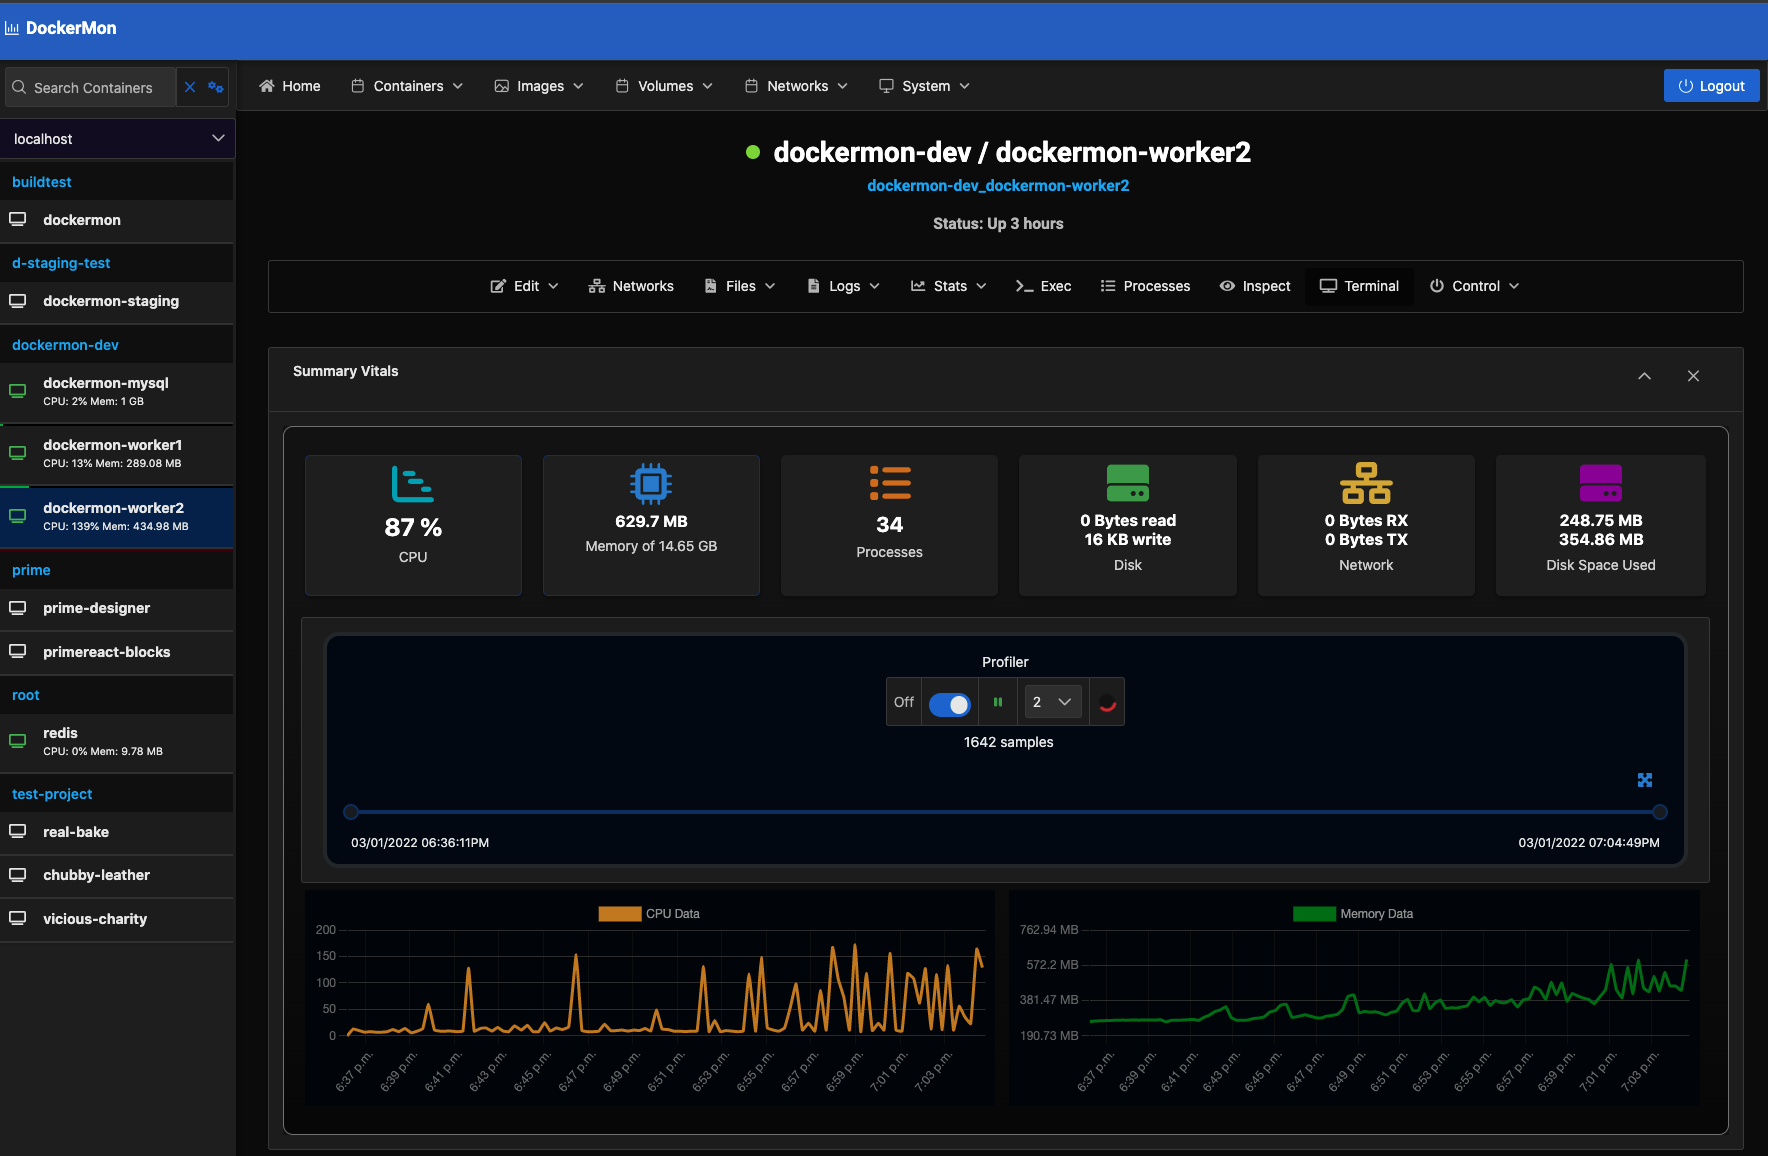 DockerMon
Search Containers
Home Containers Images Volumes Networks System Logout
localhost
buildtest
dockermon
d-staging-test
dockermon-staging
dockermon-dev
dockermon-mysql
CPU: 2% Mem: 1 GB
dockermon-worker1
CPU: 13% Mem: 289.08 MB
dockermon-worker2
CPU: 139% Mem: 434.98 MB
prime
prime-designer
primereact-blocks
root
redis
CPU: 0% Mem: 9.78 MB
test-project
real-bake
chubby-leather
vicious-charity
dockermon-dev / dockermon-worker2
dockermon-dev_dockermon-worker2
Status: Up 3 hours
Edit Networks Files Logs Stats Exec Processes Inspect Terminal Control
Summary Vitals
87 %
CPU
629.7 MB
Memory of 14.65 GB
34
Processes
0 Bytes read
16 KB write
Disk
0 Bytes RX
0 Bytes TX
Network
248.75 MB
354.86 MB
Disk Space Used
Profiler
Off 2
1642 samples
03/01/2022 06:36:11PM 03/01/2022 07:04:49PM
CPU Data
200
150
100
50
0
6:37 p.m. 6:39 p.m. 6:41 p.m. 6:43 p.m. 6:45 p.m. 6:47 p.m. 6:49 p.m. 6:51 p.m. 6:53 p.m. 6:55 p.m. 6:57 p.m. 6:59 p.m. 7:01 p.m. 7:03 p.m.
Memory Data
762.94 MB
572.2 MB
381.47 MB
190.73 MB
6:37 p.m. 6:39 p.m. 6:41 p.m. 6:43 p.m. 6:45 p.m. 6:47 p.m. 6:49 p.m. 6:51 p.m. 6:53 p.m. 6:55 p.m. 6:57 p.m. 6:59 p.m. 7:01 p.m. 7:03 p.m.